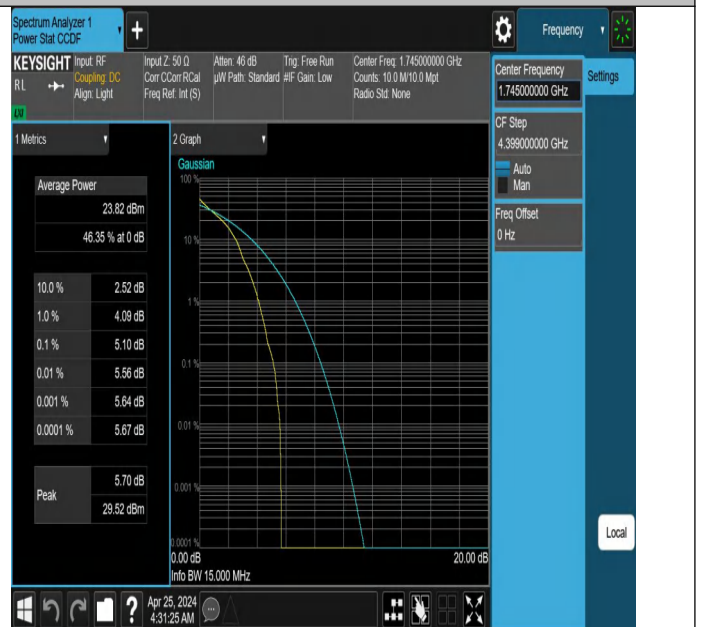 Spectrum Analyzer 1
Power Stat CCDF
Frequency
KEYSIGHT
RL
Input: RF
Coupling: DC
Align: Light
Input Z: 50 Ω
Corr CCorr RCal
Freq Ref: Int (S)
Atten: 46 dB
µW Path: Standard
Trig: Free Run
#IF Gain: Low
Center Freq: 1.745000000 GHz
Counts: 10.0 M/10.0 Mpt
Radio Std: None
Center Frequency
1.745000000 GHz
Settings
CF Step
4.399000000 GHz
Auto
Man
Freq Offset
0 Hz
1 Metrics
Average Power
23.82 dBm
46.35 % at 0 dB
10.0 % 2.52 dB
1.0 % 4.09 dB
0.1 % 5.10 dB
0.01 % 5.56 dB
0.001 % 5.64 dB
0.0001 % 5.67 dB
Peak
5.70 dB
29.52 dBm
2 Graph
Gaussian
100 %
10 %
1 %
0.1 %
0.01 %
0.001 %
0.0001 %
0.00 dB 20.00 dB
Info BW 15.000 MHz
Local
?
Apr 25, 2024
4:31:25 AM